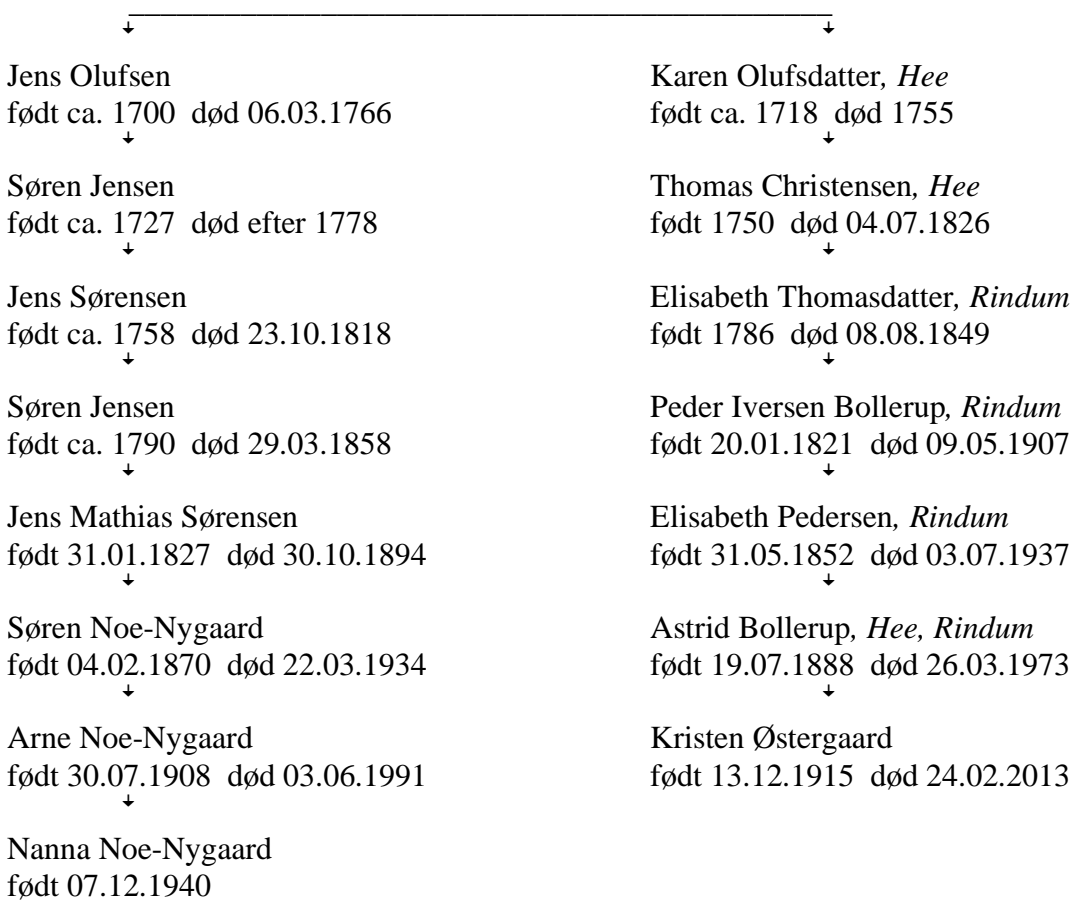 Jens Olufsen
født ca. 1700 død 06.03.1766
Søren Jensen
født ca. 1727 død efter 1778
Jens Sørensen
født ca. 1758 død 23.10.1818
Søren Jensen
født ca. 1790 død 29.03.1858
Jens Mathias Sørensen
født 31.01.1827 død 30.10.1894
Søren Noe-Nygaard
født 04.02.1870 død 22.03.1934
Arne Noe-Nygaard
født 30.07.1908 død 03.06.1991
Nanna Noe-Nygaard
født 07.12.1940
Karen Olufsdatter, Hee
født ca. 1718 død 1755
Thomas Christensen, Hee
født 1750 død 04.07.1826
Elisabeth Thomasdatter, Rindum
født 1786 død 08.08.1849
Peder Iversen Bollerup, Rindum
født 20.01.1821 død 09.05.1907
Elisabeth Pedersen, Rindum
født 31.05.1852 død 03.07.1937
Astrid Bollerup, Hee, Rindum
født 19.07.1888 død 26.03.1973
Kristen Østergaard
født 13.12.1915 død 24.02.2013